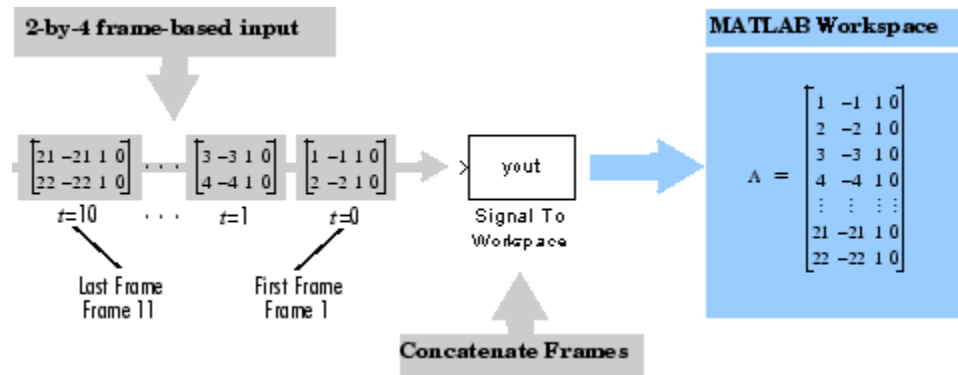 2-by-4 frame-based input
MATLAB Workspace
21 −21 1 0
22 −22 1 0
. . .
3 −3 1 0
4 −4 1 0
1 −1 1 0
2 −2 1 0
t=10
. . .
t=1
t=0
Last Frame
Frame 11
First Frame
Frame 1
yout
Signal To
Workspace
Concatenate Frames
A =
1 −1 1 0
2 −2 1 0
3 −3 1 0
4 −4 1 0
⋮ ⋮ ⋮ ⋮
21 −21 1 0
22 −22 1 0